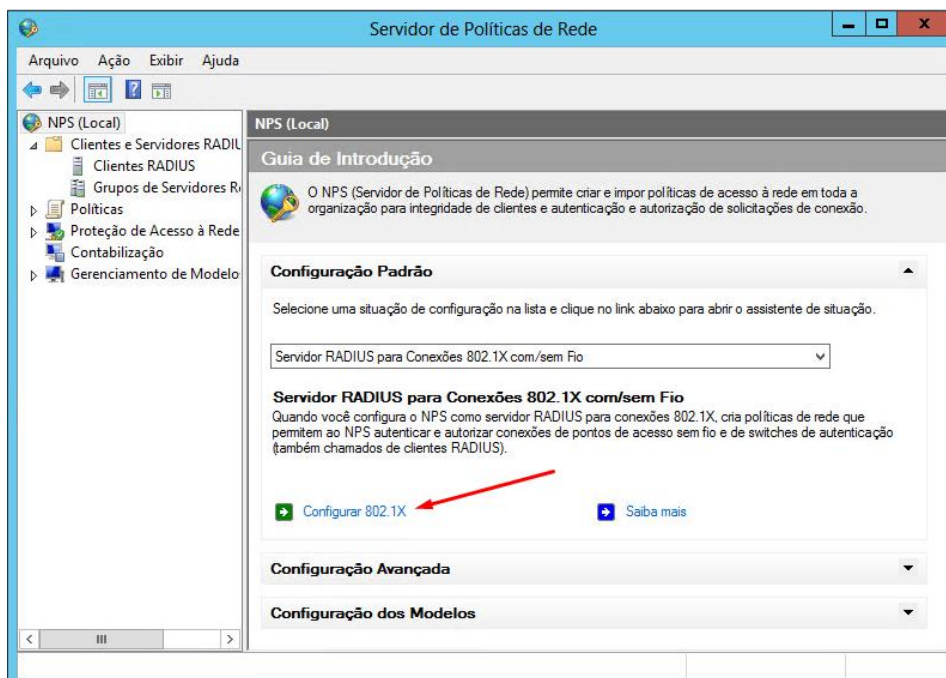 Servidor de Políticas de Rede
Arquivo Ação Exibir Ajuda
NPS (Local)
Clientes e Servidores RADIU
Clientes RADIUS
Grupos de Servidores R
Políticas
Proteção de Acesso à Rede
Contabilização
Gerenciamento de Modelo
NPS (Local)
Guia de Introdução
O NPS (Servidor de Políticas de Rede) permite criar e impor políticas de acesso à rede em toda a
organização para integridade de clientes e autenticação e autorização de solicitações de conexão.
Configuração Padrão
Selecione uma situação de configuração na lista e clique no link abaixo para abrir o assistente de situação.
Servidor RADIUS para Conexões 802.1X com/sem Fio
Servidor RADIUS para Conexões 802.1X com/sem Fio
Quando você configura o NPS como servidor RADIUS para conexões 802.1X, cria políticas de rede que
permitem ao NPS autenticar e autorizar conexões de pontos de acesso sem fio e de switches de autenticação
(também chamados de clientes RADIUS).
Configurar 802.1X
Saiba mais
Configuração Avançada
Configuração dos Modelos